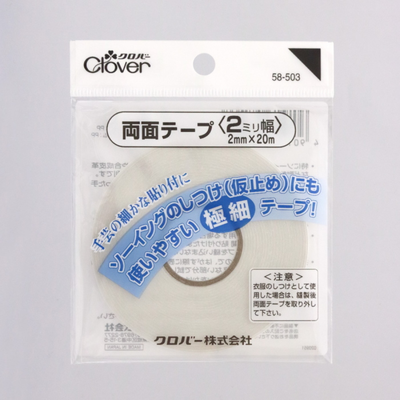 クロバー
Clover
58-503
両面テープ〈2ミリ幅〉
2mm×20m
手芸の細かな貼り付に
ソーイングのしつけ(仮止め)にも
使いやすい極細テープ!
〈注意〉
衣服のしつけとして使
用した場合は、縫製後
両面テープを取り外し
て下さい。
クロバー株式会社